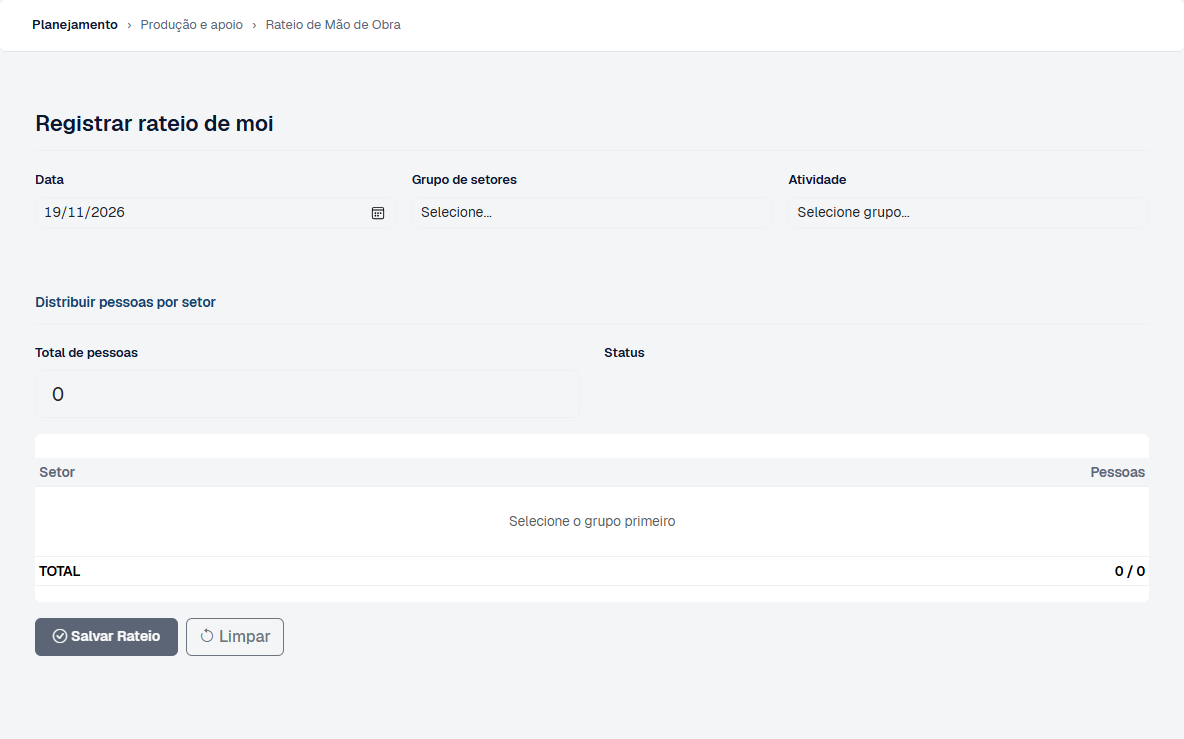 Planejamento › Produção e apoio › Rateio de Mão de Obra
Registrar rateio de moi
Data Grupo de setores Atividade
19/11/2026 Selecione... Selecione grupo...
Distribuir pessoas por setor
Total de pessoas Status
0
Setor Pessoas
Selecione o grupo primeiro
TOTAL 0 / 0
Salvar Rateio Limpar